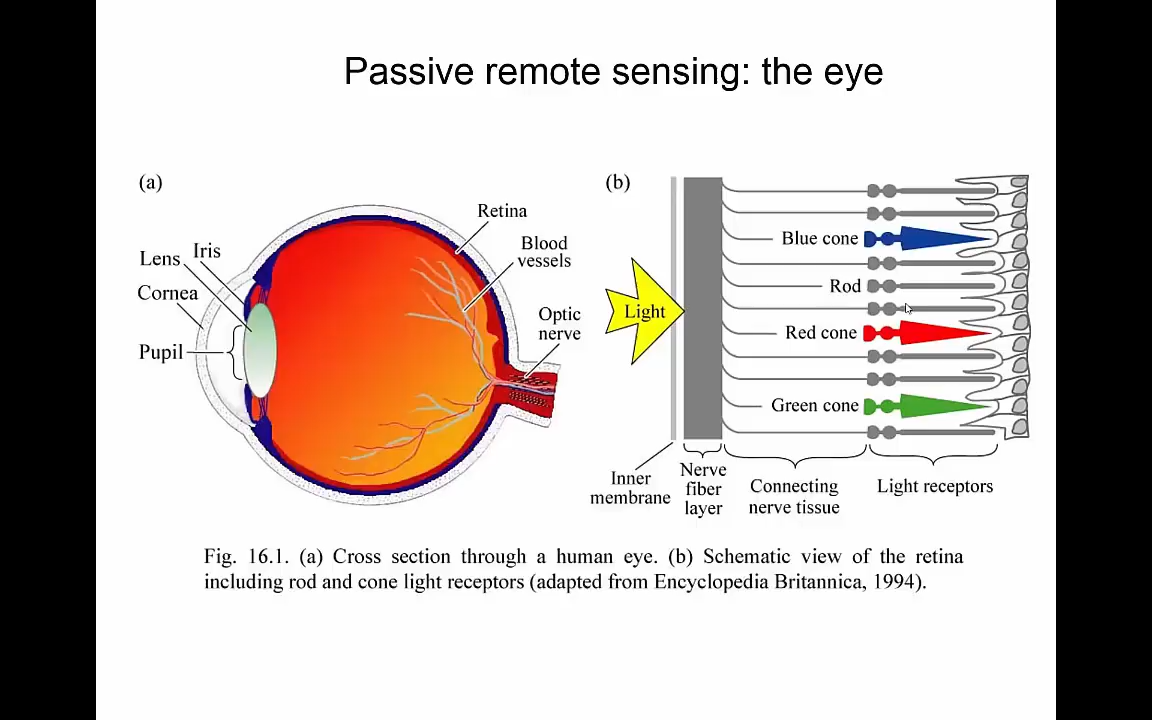 Passive remote sensing: the eye
(a)
Retina
Blood
vessels
Iris
Lens
Cornea
Optic
nerve
Pupil
(b)
Blue cone
Rod
Light
Red cone
Green cone
Inner
membrane
Nerve
fiber
layer
Connecting
nerve tissue
Light receptors
Fig. 16.1. (a) Cross section through a human eye. (b) Schematic view of the retina
including rod and cone light receptors (adapted from Encyclopedia Britannica, 1994).